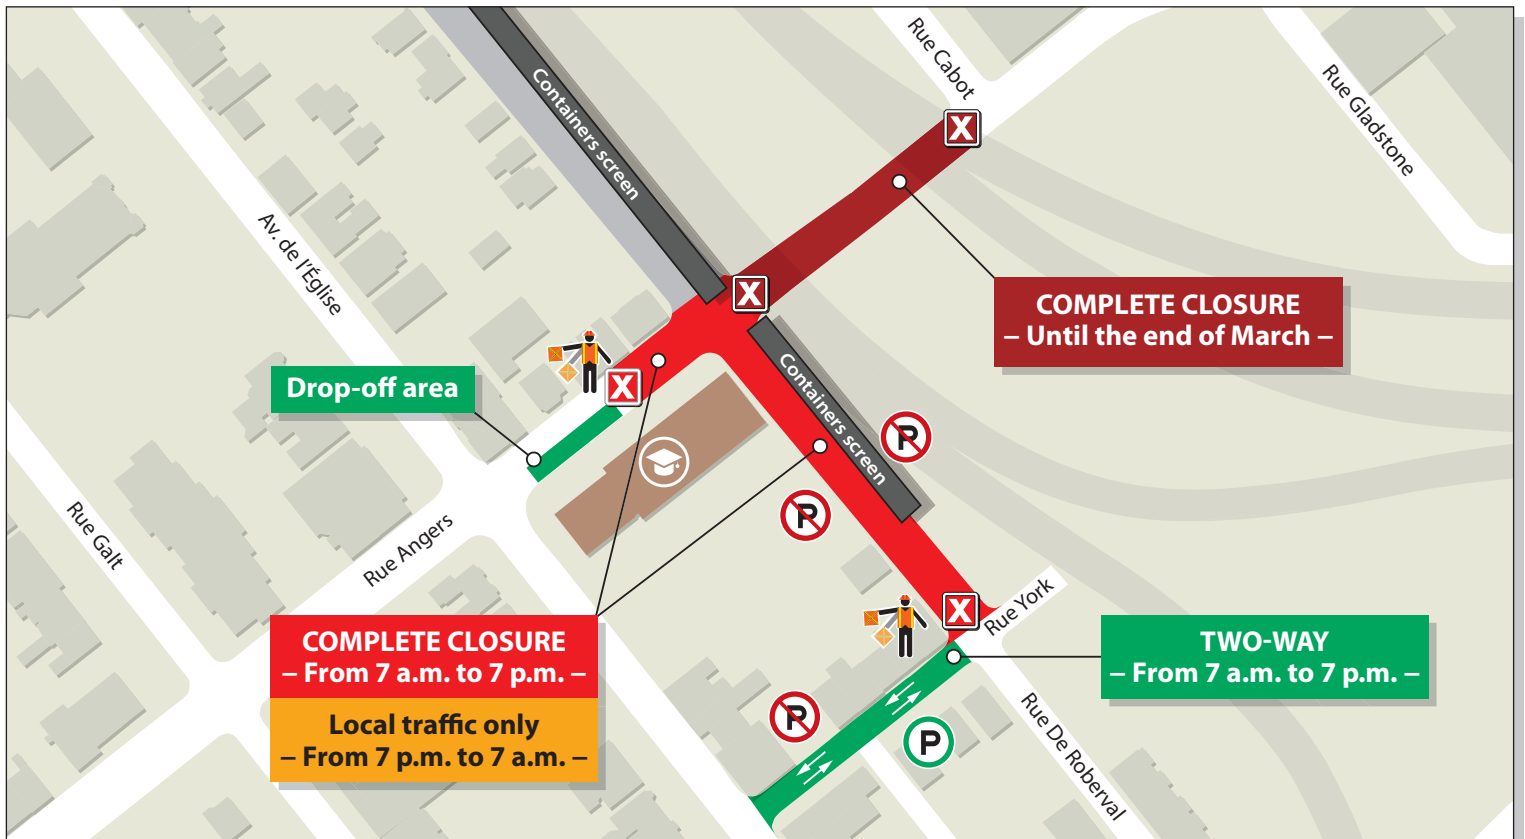 Rue Cabot
Rue Gladstone
Containers screen
X
Av. de l'Église
COMPLETE CLOSURE
– Until the end of March –
X
Drop-off area
X
Containers screen
P
P
Rue Galt
Rue Angers
COMPLETE CLOSURE
– From 7 a.m. to 7 p.m. –
Local traffic only
– From 7 p.m. to 7 a.m. –
X
Rue York
TWO-WAY
– From 7 a.m. to 7 p.m. –
P
P
Rue De Roberval